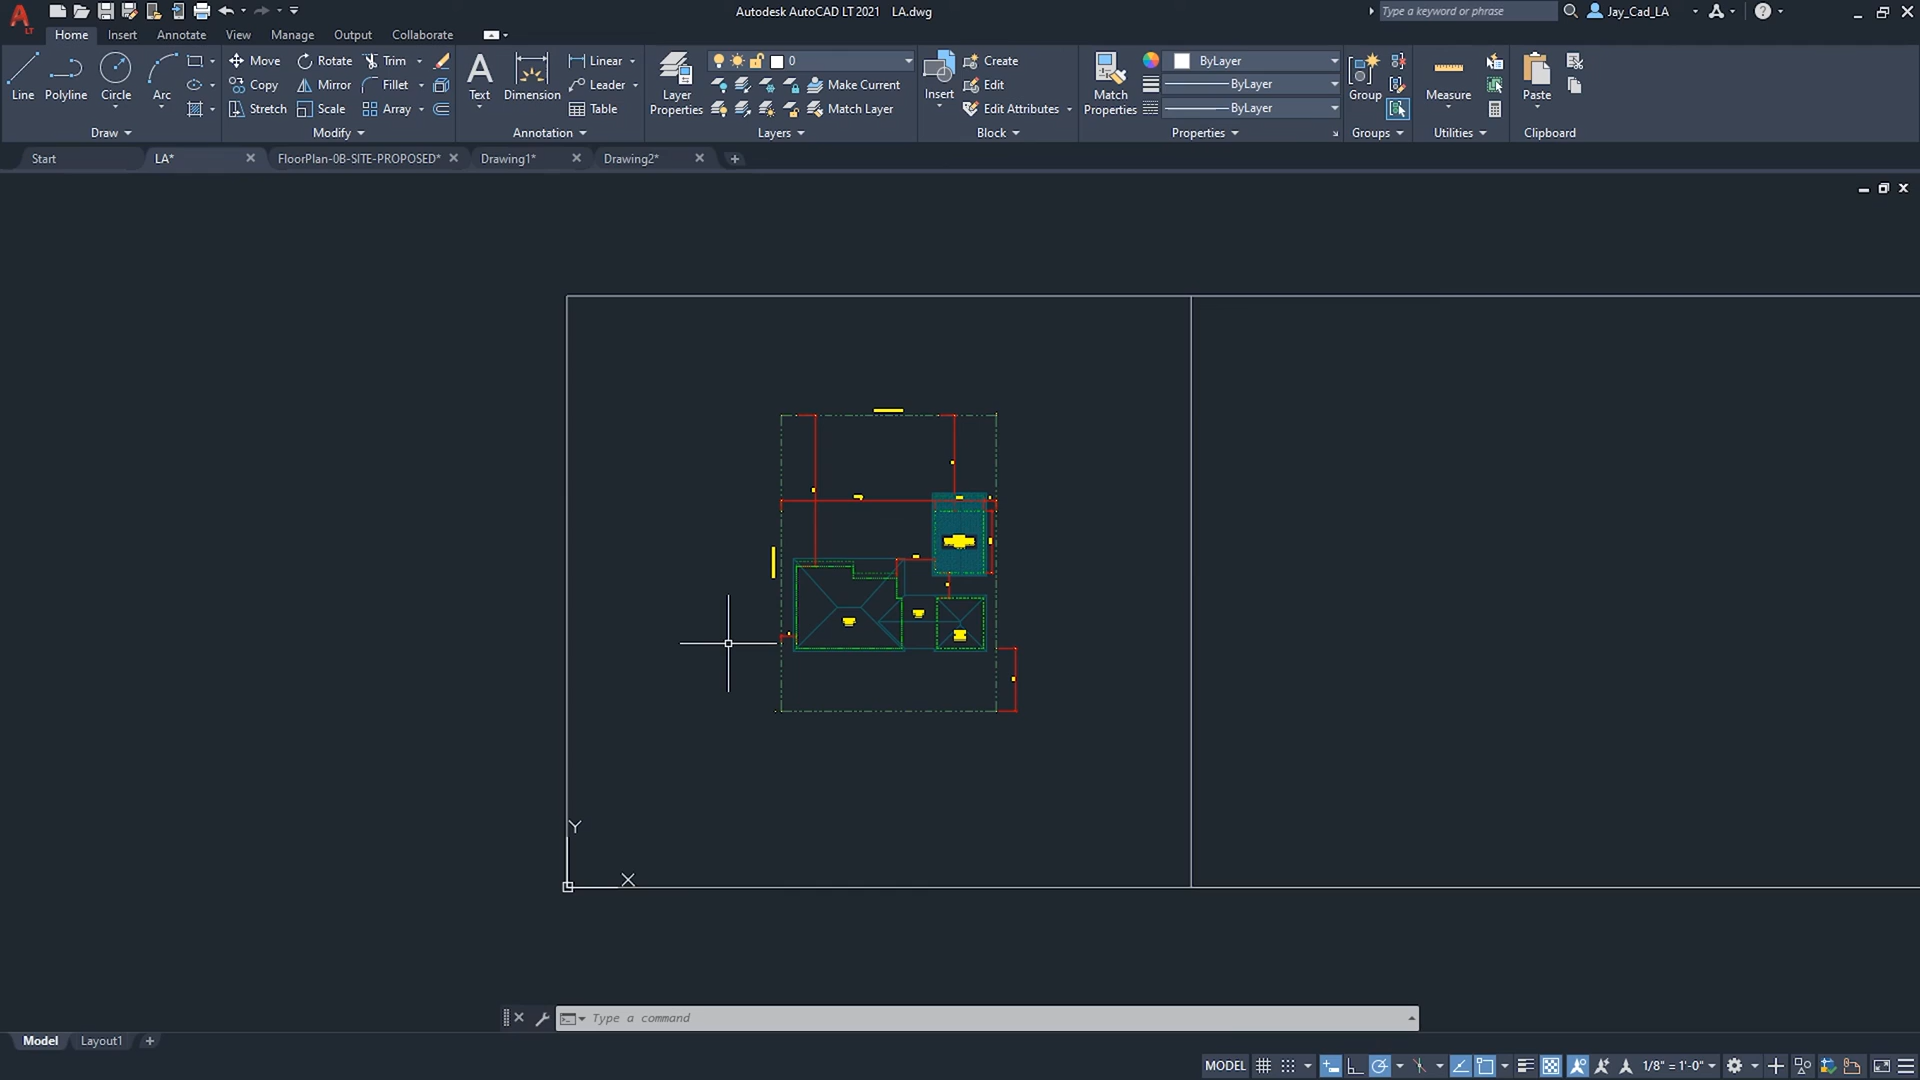 LT
Autodesk AutoCAD LT 2021 LA.dwg
Type a keyword or phrase
Jay_Cad_LA
Home Insert Annotate View Manage Output Collaborate
Line Polyline Circle Arc
Draw
Move Rotate Trim
Copy Mirror Fillet
Stretch Scale Array
Modify
Text Dimension
Linear
Leader
Table
Annotation
Layer Properties
0
Make Current
Match Layer
Layers
Insert
Create
Edit
Edit Attributes
Block
Match Properties
ByLayer
ByLayer
ByLayer
Properties
Group
Groups
Measure
Utilities
Paste
Clipboard
Start LA* FloorPlan-0B-SITE-PROPOSED* Drawing1* Drawing2*
Y
X
Type a command
Model Layout1
MODEL 1/8" = 1'-0"